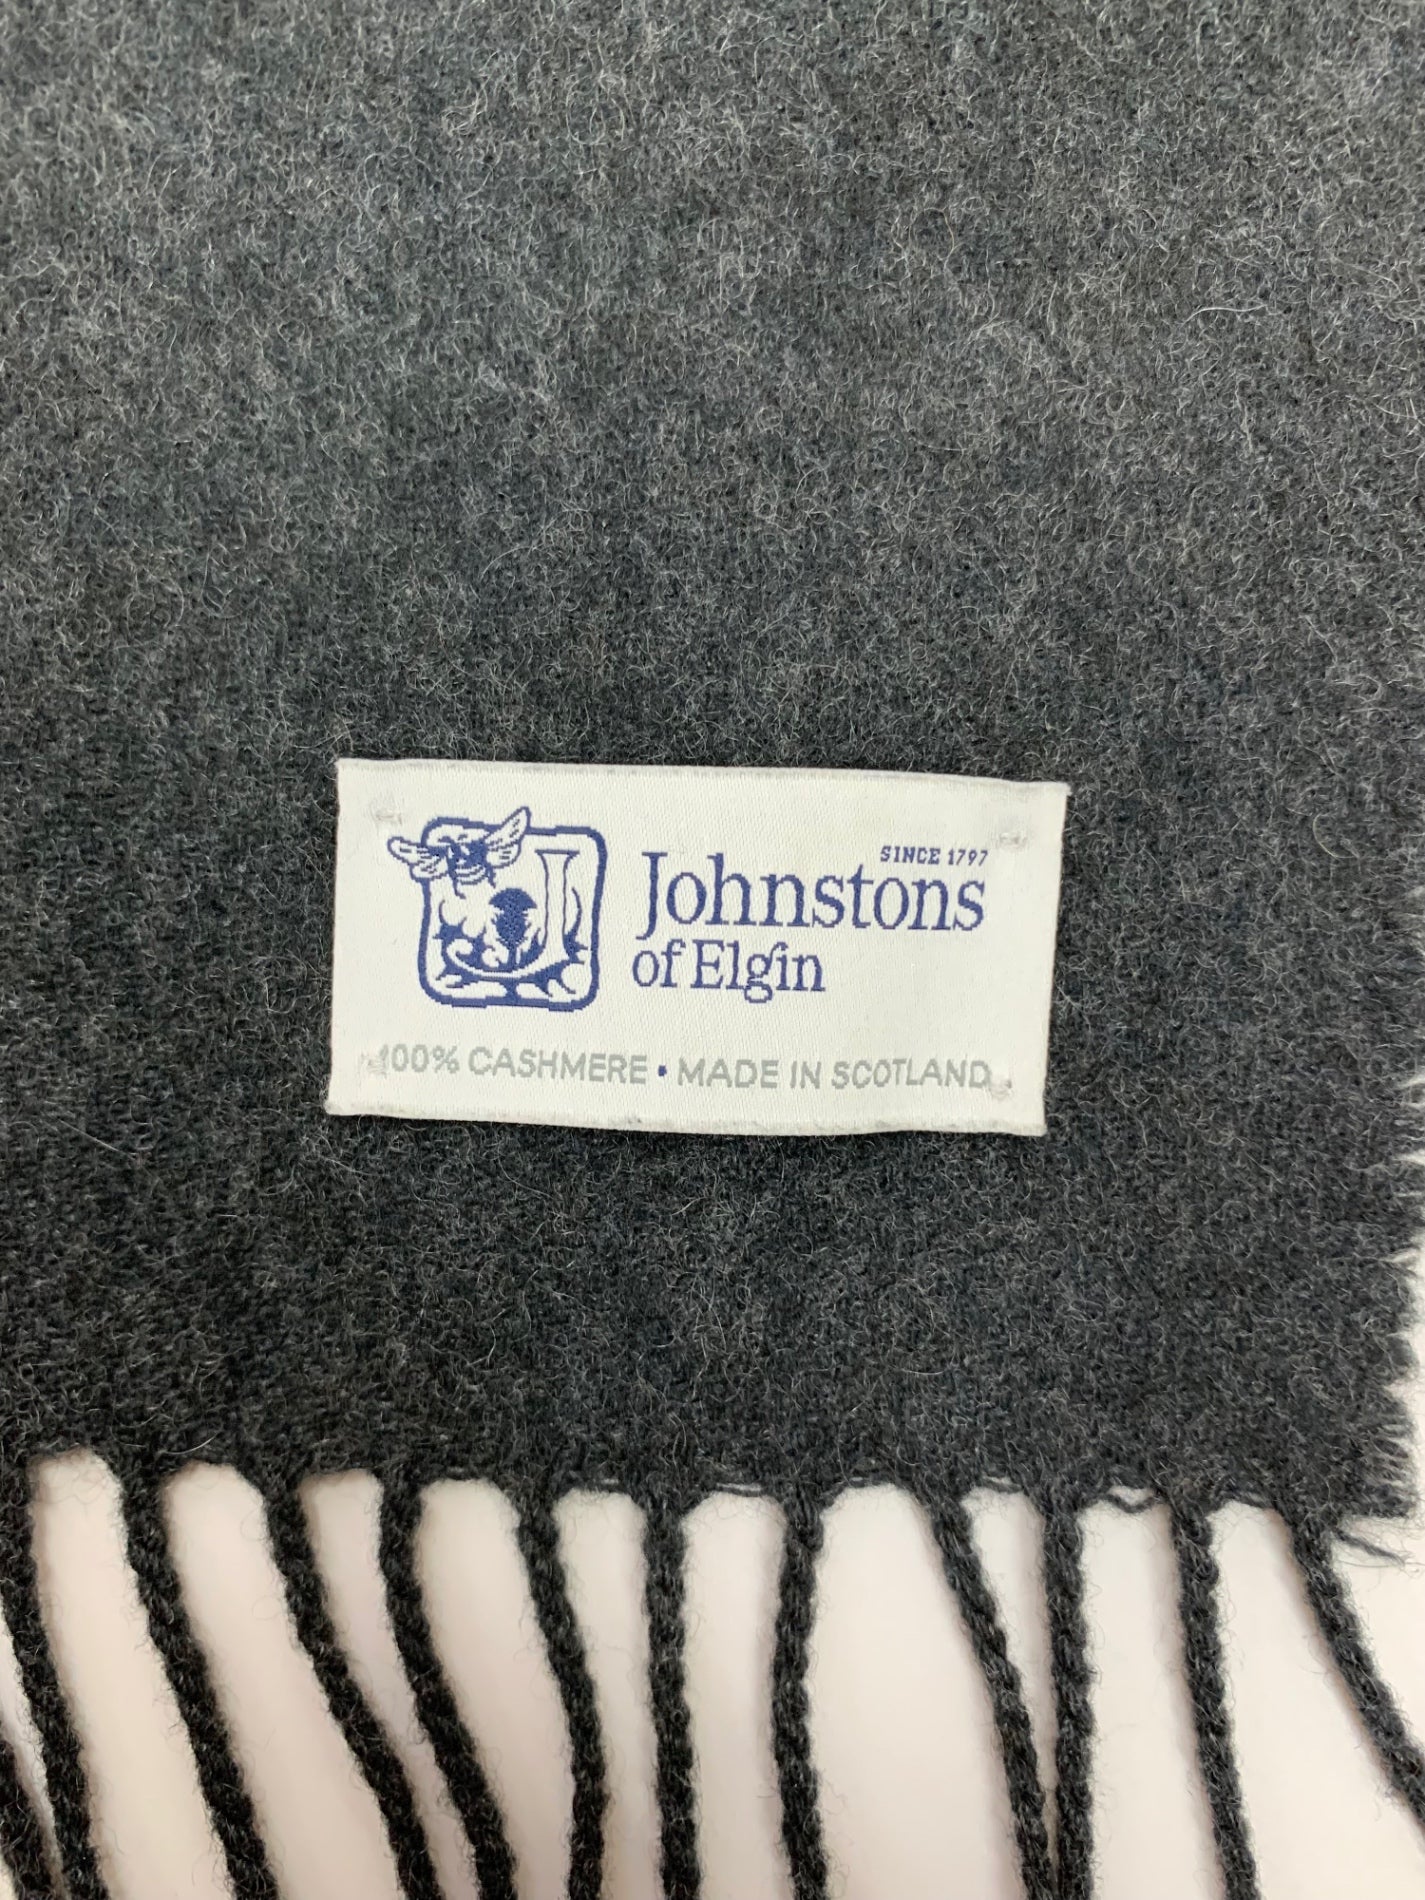 SINCE 1797
Johnstons
of Elgin
100% CASHMERE • MADE IN SCOTLAND